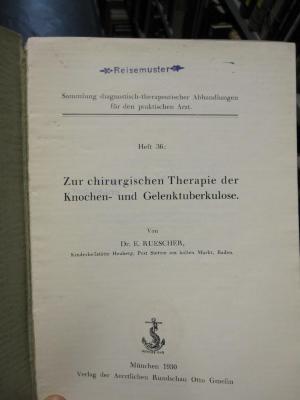 Reisemuster
Sammlung diagnostisch-therapeutischer Abhandlungen
für den praktischen Arzt.
Heft 36:
Zur chirurgischen Therapie der
Knochen- und Gelenktuberkulose.
Von
Dr. E. RUESCHER,
Kinderheilstätte Heuberg, Post Stetten am kalten Markt, Baden.
München 1930
Verlag der Aerztlichen Rundschau Otto Gmelin